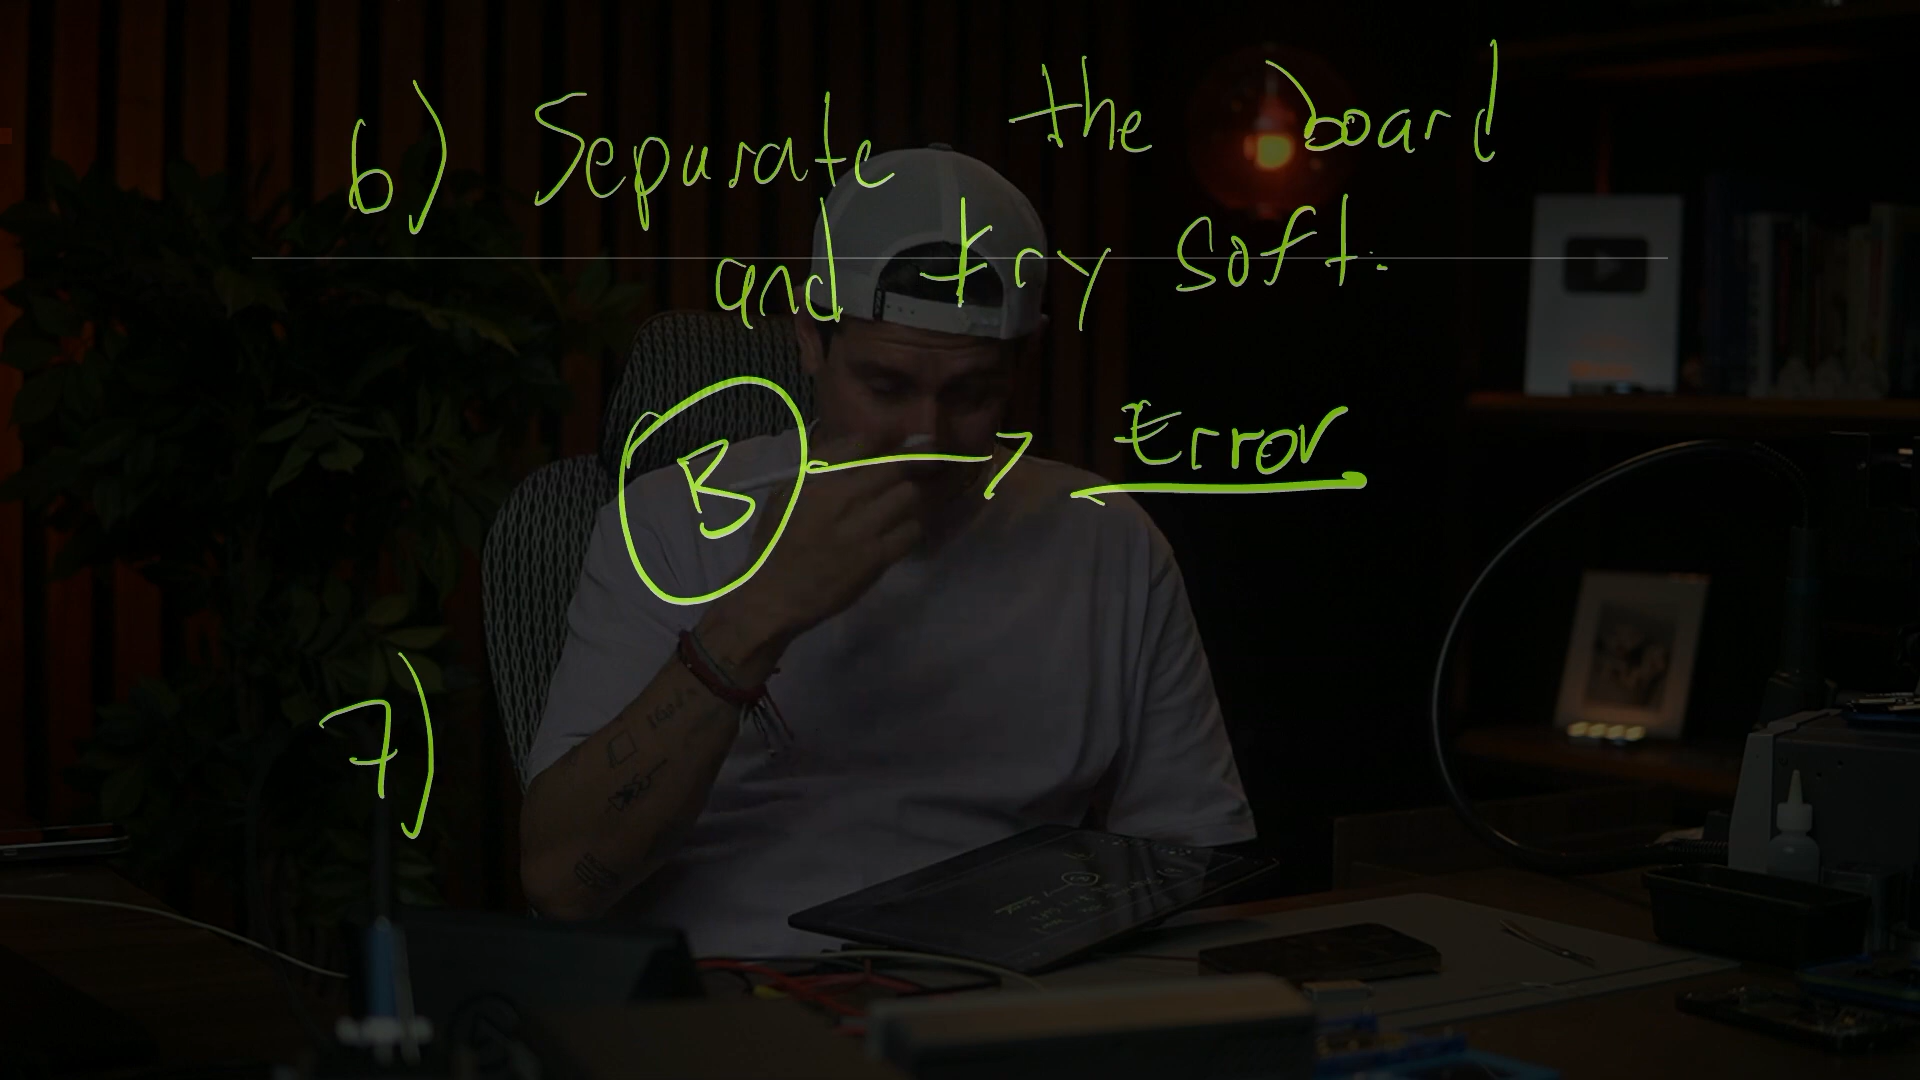 6) Separate the board
and try soft.
B → Error
7)